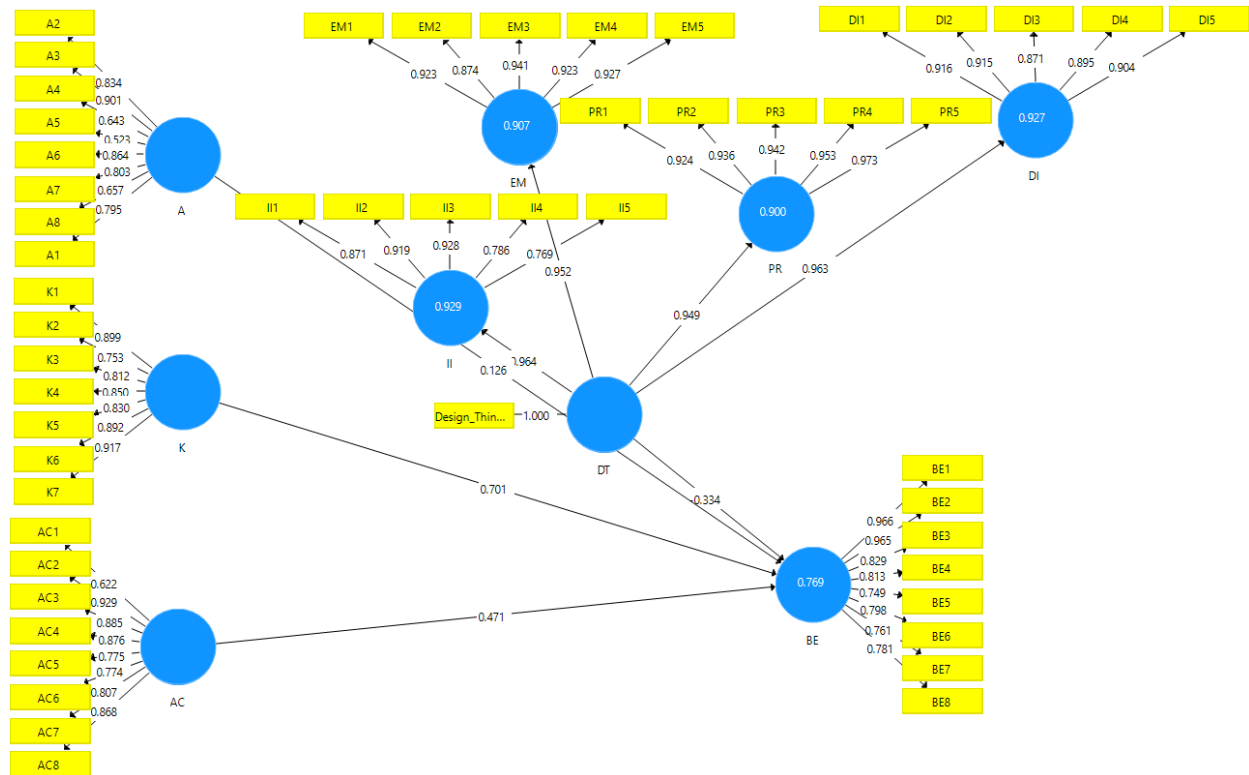 A2
A3
A4
A5
A6
A7
A8
A1
0.834
0.901
0.643
0.523
0.864
0.803
0.657
0.795
A
K1
K2
K3
K4
K5
K6
K7
0.899
0.753
0.812
0.850
0.830
0.892
0.917
K
AC1
AC2
AC3
AC4
AC5
AC6
AC7
AC8
0.622
0.929
0.885
0.876
0.775
0.774
0.807
0.868
AC
EM1 EM2 EM3 EM4 EM5
0.923 0.874 0.941 0.923 0.927
0.907
EM
II1 II2 II3 II4 II5
0.871 0.919 0.928 0.786 0.769
0.929
II
PR1 PR2 PR3 PR4 PR5
0.924 0.936 0.942 0.953 0.973
0.900
PR
DI1 DI2 DI3 DI4 DI5
0.916 0.915 0.871 0.895 0.904
0.927
DI
0.952
0.949
0.963
0.964
0.126
Design_Thin...
1.000
DT
-0.334
0.701
0.471
0.769
BE
0.966
0.965
0.829
0.813
0.749
0.798
0.761
0.781
BE1
BE2
BE3
BE4
BE5
BE6
BE7
BE8